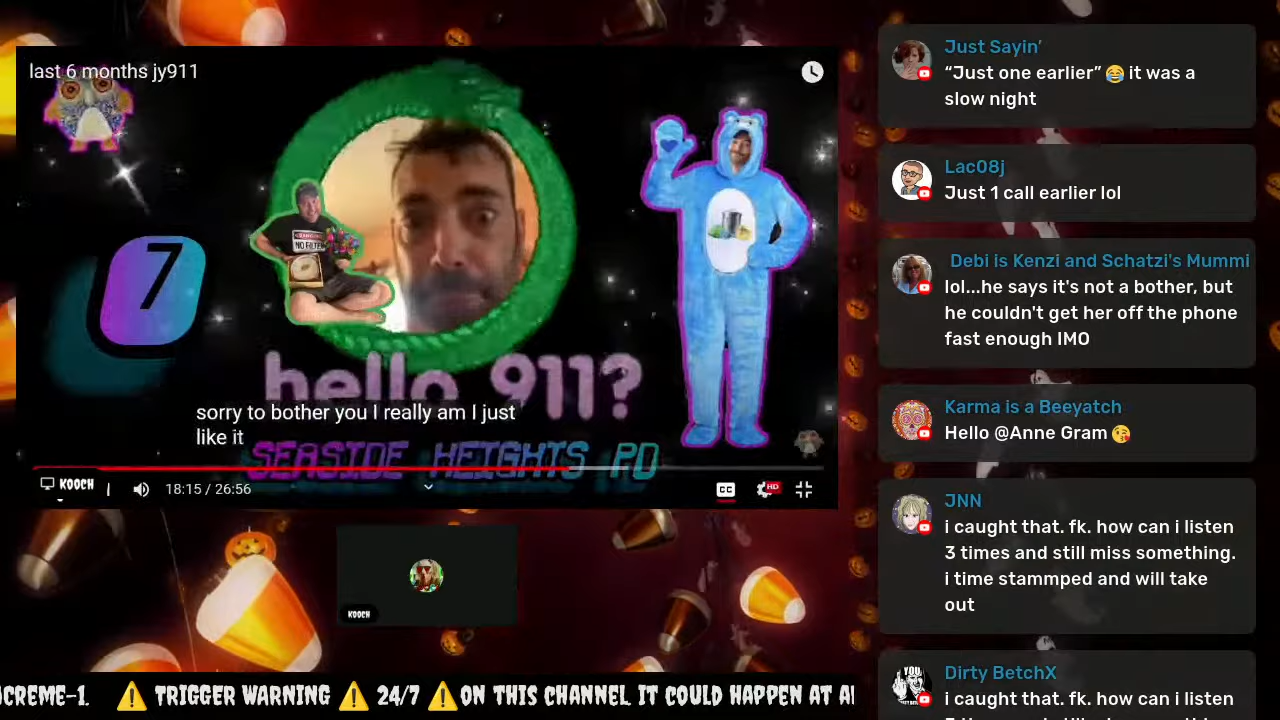 last 6 months jy911
7
NO FILTER
hello 911?
sorry to bother you I really am I just
like it
SEASIDE HEIGHTS PD
KOOCH
18:15 / 26:56
CC
HD
KOOCH
CREME-1. ⚠️ TRIGGER WARNING ⚠️ 24/7 ⚠️ON THIS CHANNEL IT COULD HAPPEN AT
Just Sayin’
“Just one earlier” 😂 it was a
slow night
Lac08j
Just 1 call earlier lol
Debi is Kenzi and Schatzi's Mummi
lol...he says it's not a bother, but
he couldn't get her off the phone
fast enough IMO
Karma is a Beeyatch
Hello @Anne Gram 😘
JNN
i caught that. fk. how can i listen
3 times and still miss something.
i time stammped and will take
out
YOU
Dirty BetchX
i caught that. fk. how can i listen